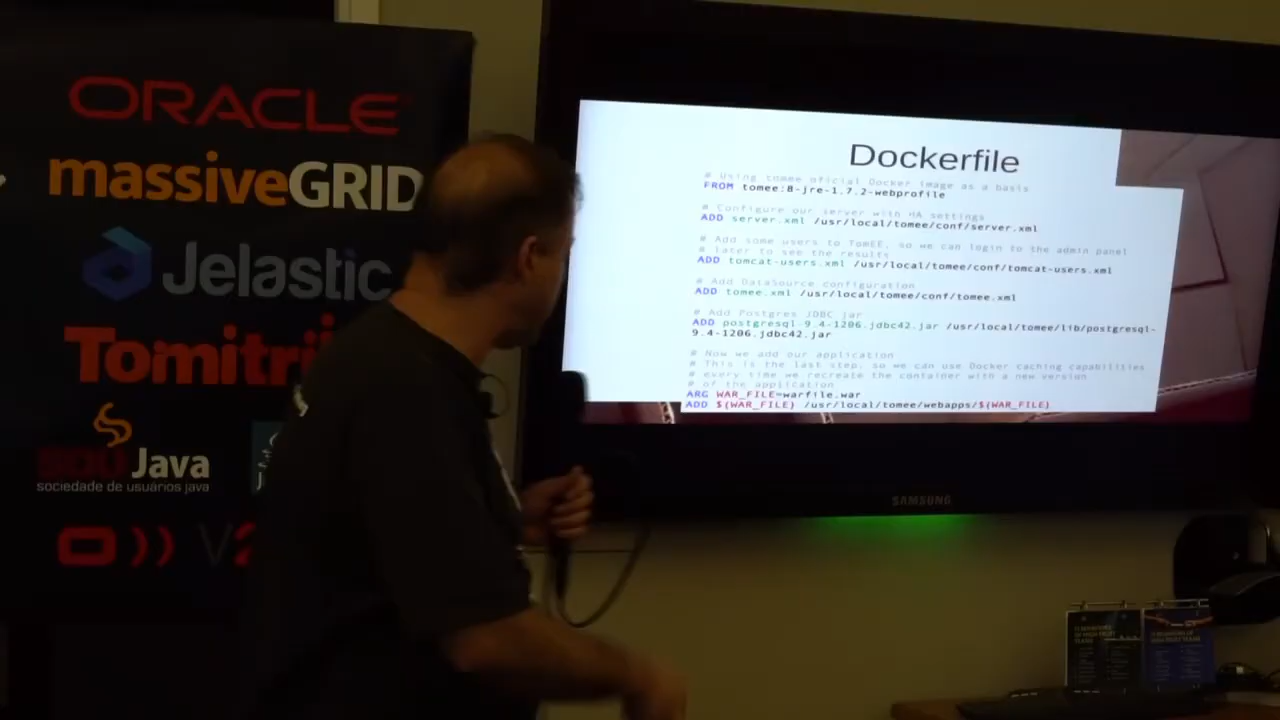 ORACLE
massiveGRID
Jelastic
Tomitri
SOUJava
sociedade de usuários java
Dockerfile
# Using tomee oficial Docker image as a basis
FROM tomee:8-jre-1.7.2-webprofile
# Configure our server with HA settings
ADD server.xml /usr/local/tomee/conf/server.xml
# Add some users to TomEE, so we can login to the admin panel
# later to see the results
ADD tomcat-users.xml /usr/local/tomee/conf/tomcat-users.xml
# Add DataSource configuration
ADD tomee.xml /usr/local/tomee/conf/tomee.xml
# Add Postgres JDBC jar
ADD postgresql-9.4-1206.jdbc42.jar /usr/local/tomee/lib/postgresql-
9.4-1206.jdbc42.jar
# Now we add our application
# This is the last step, so we can use Docker caching capabilities
# every time we recreate the container with a new version
# of the application
ARG WAR_FILE=warfile.war
ADD ${WAR_FILE} /usr/local/tomee/webapps/${WAR_FILE}
SAMSUNG